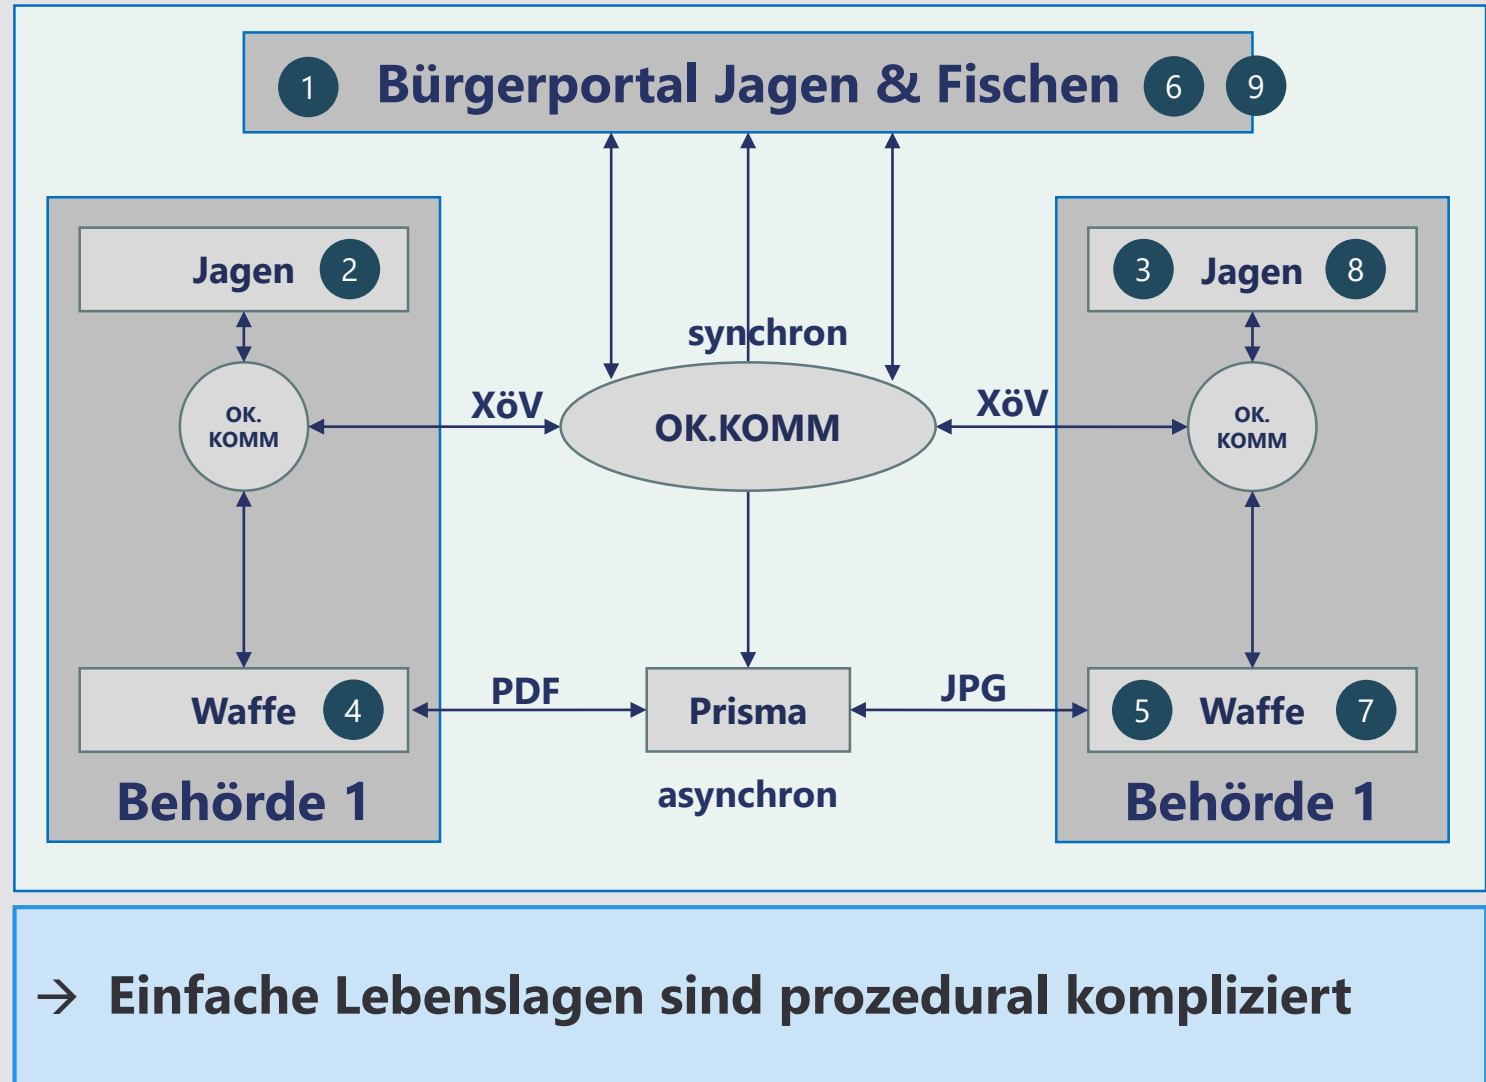 1 Bürgerportal Jagen & Fischen 6 9
Jagen 2
3 Jagen 8
synchron
XöV
XöV
OK.
KOMM
OK.KOMM
OK.
KOMM
Waffe 4
PDF
Prisma
JPG
5 Waffe 7
Behörde 1
asynchron
Behörde 1
→ Einfache Lebenslagen sind prozedural kompliziert